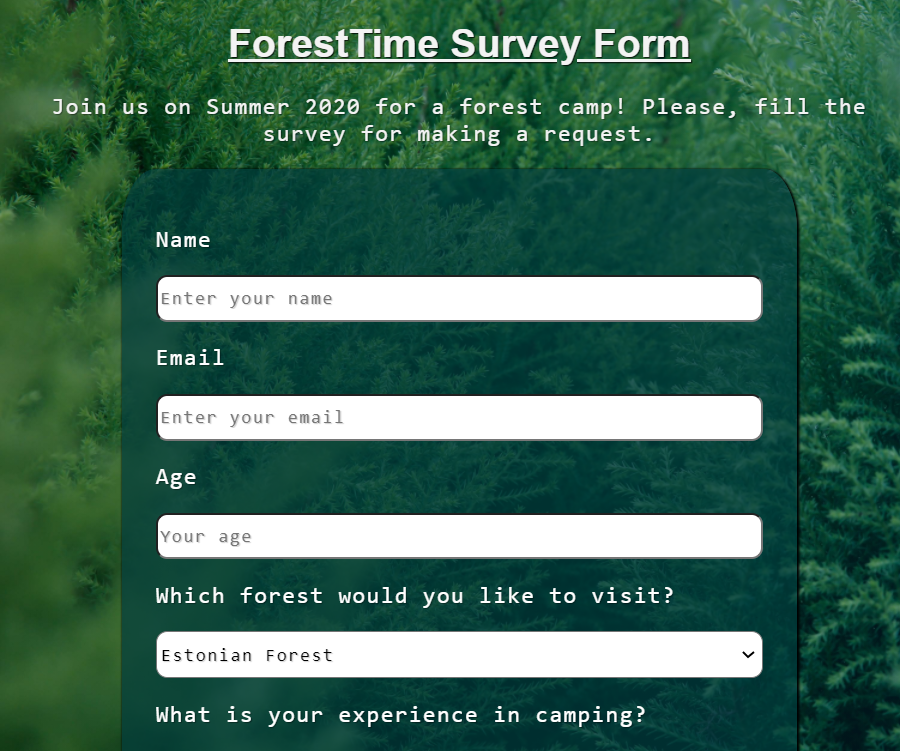 ForestTime Survey Form
Join us on Summer 2020 for a forest camp! Please, fill the
survey for making a request.
Name
Enter your name
Email
Enter your email
Age
Your age
Which forest would you like to visit?
Estonian Forest
What is your experience in camping?